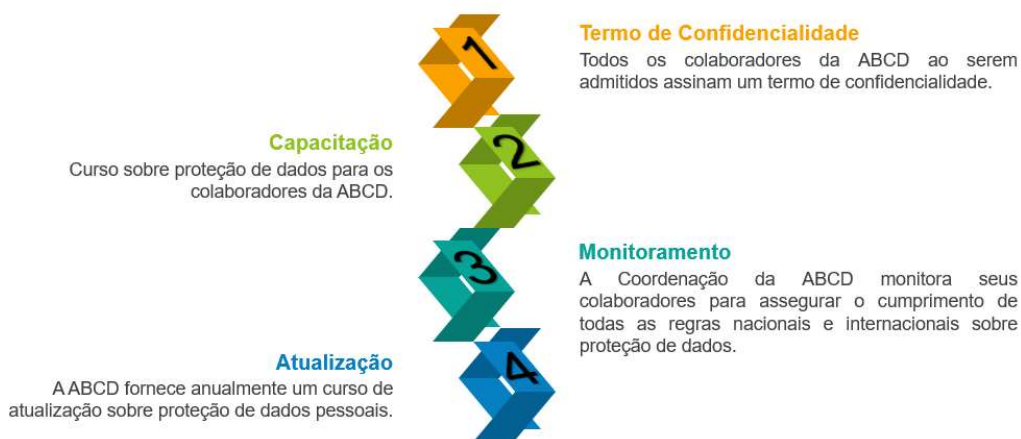 1
Termo de Confidencialidade
Todos os colaboradores da ABCD ao serem
admitidos assinam um termo de confidencialidade.
2
Capacitação
Curso sobre proteção de dados para os
colaboradores da ABCD.
3
Monitoramento
A Coordenação da ABCD monitora seus
colaboradores para assegurar o cumprimento de
todas as regras nacionais e internacionais sobre
proteção de dados.
4
Atualização
A ABCD fornece anualmente um curso de
atualização sobre proteção de dados pessoais.